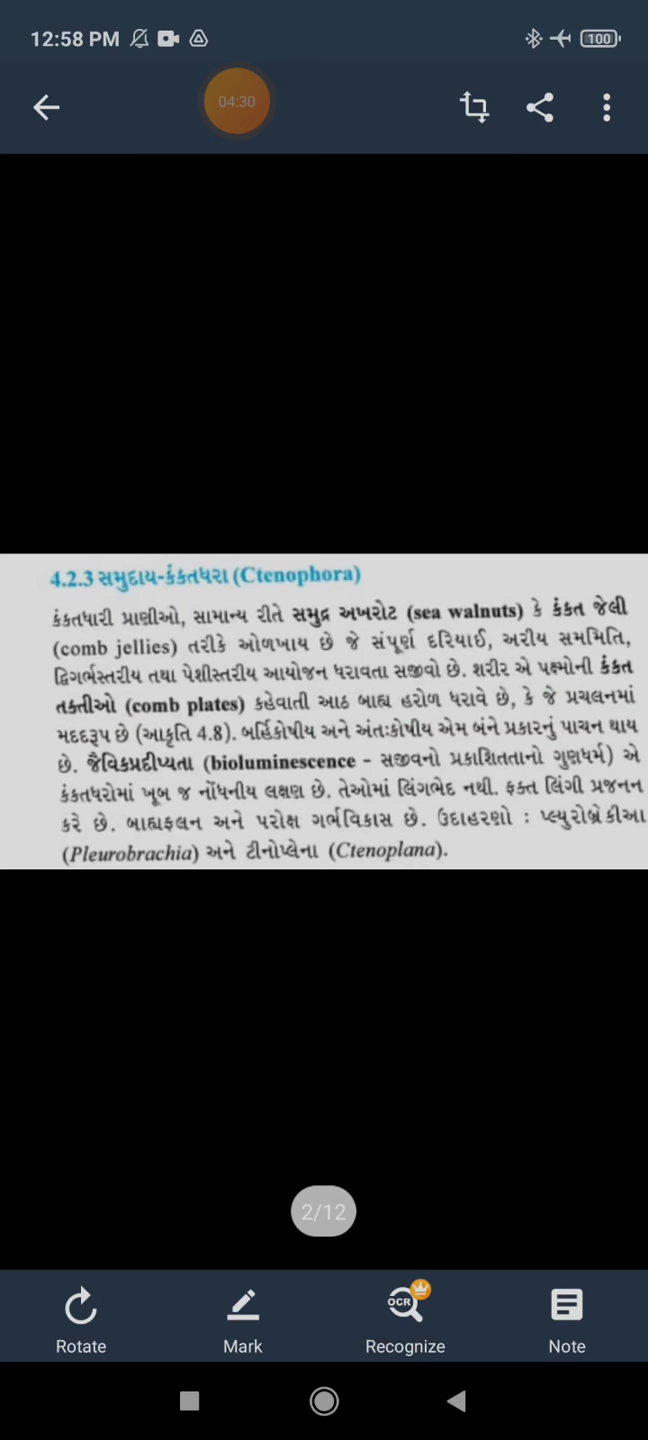 12:58 PM
100
04:30
4.2.3 સમુદાય-કંકતધરા (Ctenophora)
કંકતધારી પ્રાણીઓ, સામાન્ય રીતે સમુદ્ર અખરોટ (sea walnuts) કે કંકત જેલી
(comb jellies) તરીકે ઓળખાય છે જે સંપૂર્ણ દરિયાઈ, અરીય સમમિતિ,
દ્વિગર્ભસ્તરીય તથા પેશીસ્તરીય આયોજન ધરાવતા સજીવો છે. શરીર એ પક્ષ્મોની કંકત
તક્તીઓ (comb plates) કહેવાતી આઠ બાહ્ય હરોળ ધરાવે છે, કે જે પ્રચલનમાં
મદદરૂપ છે (આકૃતિ 4.8). બર્હિકોષીય અને અંતઃકોષીય એમ બંને પ્રકારનું પાચન થાય
છે. જૈવિકપ્રદીપ્યતા (bioluminescence - સજીવનો પ્રકાશિતતાનો ગુણધર્મ) એ
કંકતધરોમાં ખૂબ જ નોંધનીય લક્ષણ છે. તેઓમાં લિંગભેદ નથી. ફક્ત લિંગી પ્રજનન
કરે છે. બાહ્યફલન અને પરોક્ષ ગર્ભવિકાસ છે. ઉદાહરણો : પ્લ્યુરોબ્રેકીઆ
(Pleurobrachia) અને ટીનોપ્લેના (Ctenoplana).
2/12
OCR
Rotate Mark Recognize Note